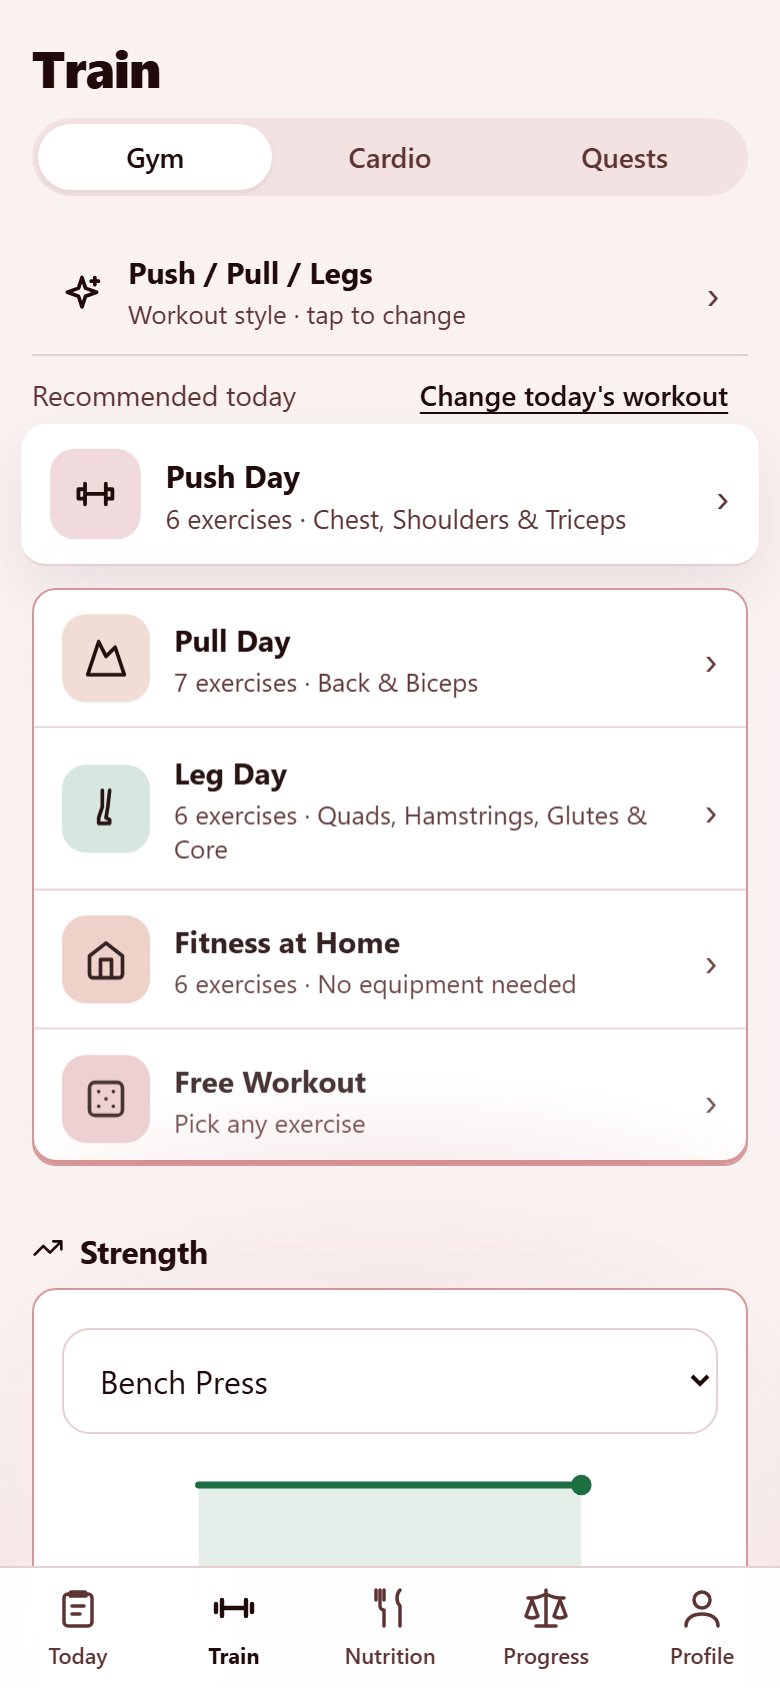 Train
Gym
Cardio
Quests
Push / Pull / Legs
Workout style · tap to change
Recommended today
Change today's workout
Push Day
6 exercises · Chest, Shoulders & Triceps
Pull Day
7 exercises · Back & Biceps
Leg Day
6 exercises · Quads, Hamstrings, Glutes &
Core
Fitness at Home
6 exercises · No equipment needed
Free Workout
Pick any exercise
Strength
Bench Press
Today
Train
Nutrition
Progress
Profile